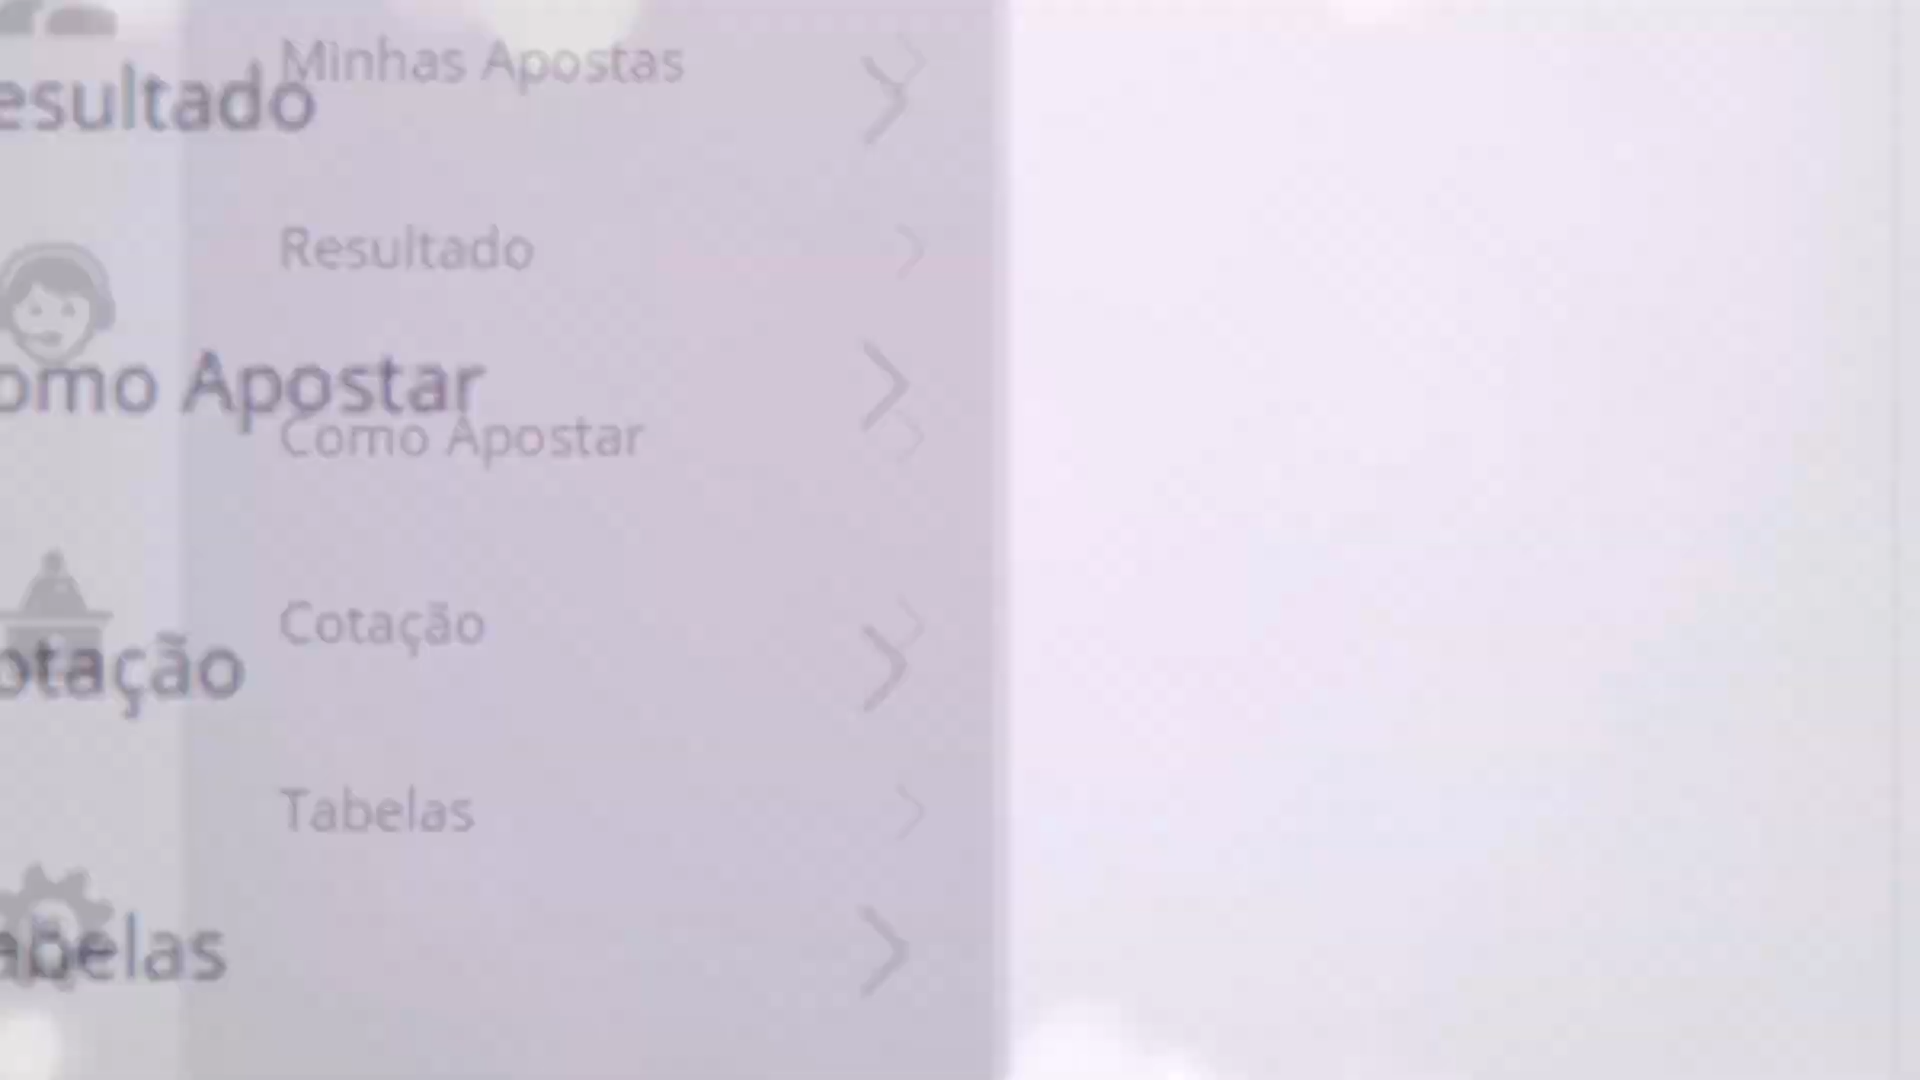 Minhas Apostas
esultado
Resultado
omo Apostar
Como Apostar
Cotação
otação
Tabelas
abelas